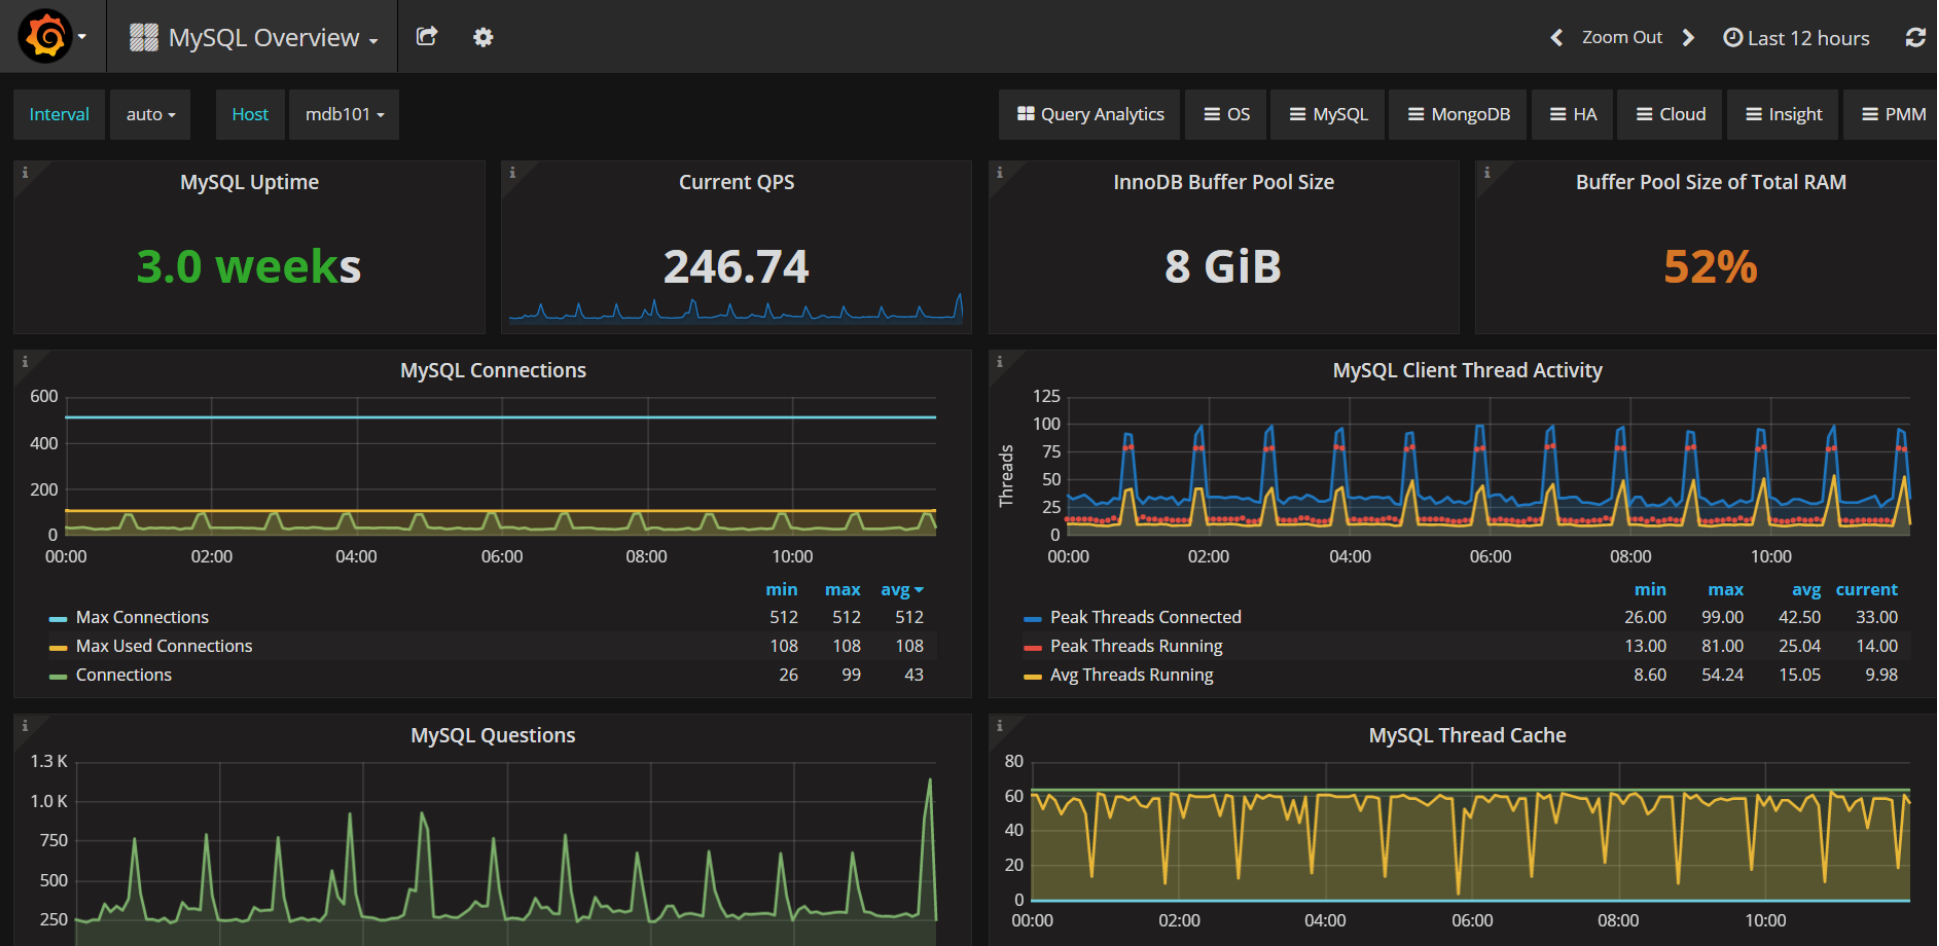 MySQL Overview
Zoom Out
Last 12 hours
Interval auto Host mdb101
Query Analytics OS MySQL MongoDB HA Cloud Insight PMM
MySQL Uptime
3.0 weeks
Current QPS
246.74
InnoDB Buffer Pool Size
8 GiB
Buffer Pool Size of Total RAM
52%
MySQL Connections
600
400
200
0
00:00 02:00 04:00 06:00 08:00 10:00
min max avg
Max Connections 512 512 512
Max Used Connections 108 108 108
Connections 26 99 43
MySQL Client Thread Activity
Threads
125
100
75
50
25
0
00:00 02:00 04:00 06:00 08:00 10:00
min max avg current
Peak Threads Connected 26.00 99.00 42.50 33.00
Peak Threads Running 13.00 81.00 25.04 14.00
Avg Threads Running 8.60 54.24 15.05 9.98
MySQL Questions
1.3 K
1.0 K
750
500
250
MySQL Thread Cache
80
60
40
20
0
00:00 02:00 04:00 06:00 08:00 10:00